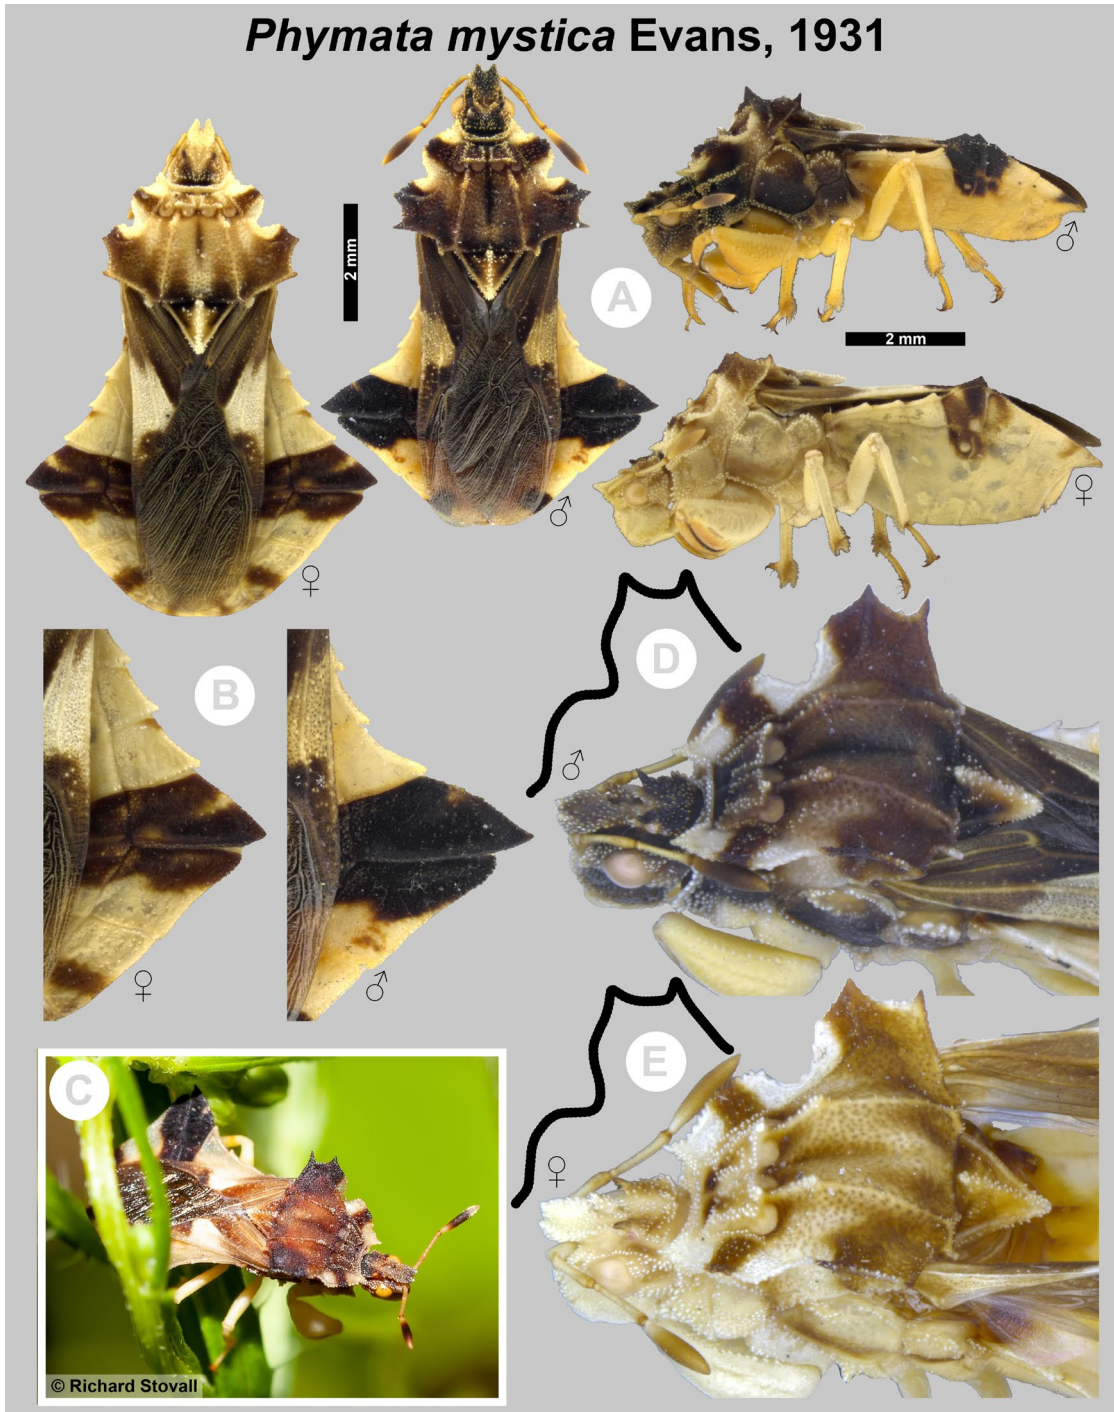 Phymata mystica Evans, 1931
2 mm
A
♂
2 mm
♀
♂
♀
B
D
♂
♀
♂
E
♀
C
© Richard Stovall